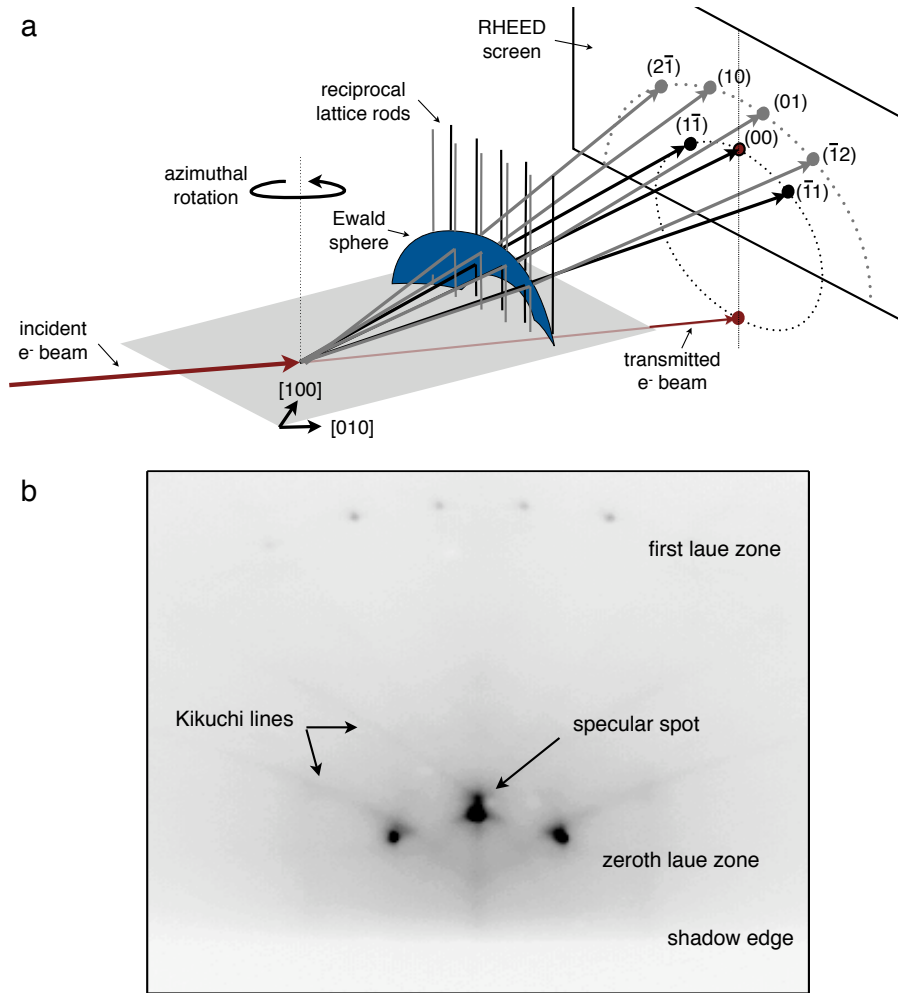 a
RHEED
screen
reciprocal
lattice rods
(21̅)
(10)
(01)
(11̅)
(00)
(1̅2)
(1̅1)
azimuthal
rotation
Ewald
sphere
incident
e- beam
transmitted
e- beam
[100]
[010]
b
first laue zone
Kikuchi lines
specular spot
zeroth laue zone
shadow edge